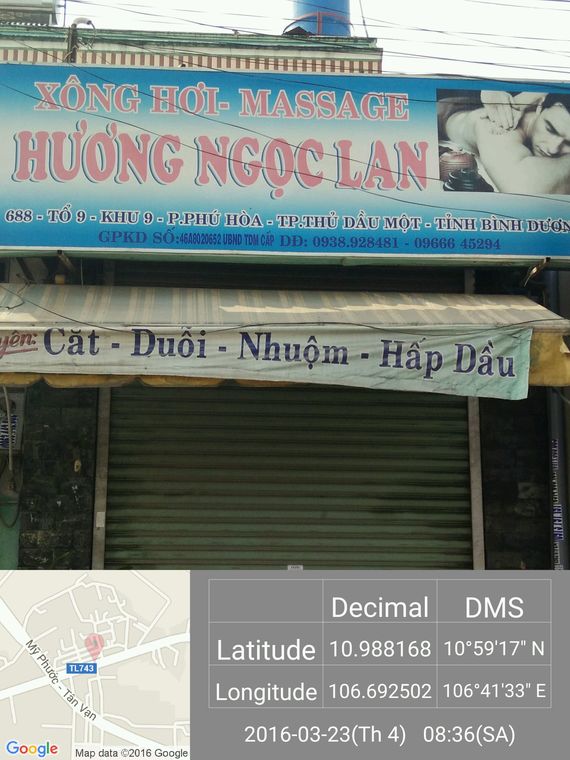 XÔNG HƠI- MASSAGE
HƯƠNG NGỌC LAN
688 - TỔ 9 - KHU 9 - P.PHÚ HÒA - TP.THỦ DẦU MỘT - TỈNH BÌNH DƯƠNG
GPKD SỐ:46A8020652 UBND TDM CẤP DĐ: 0938.928481 - 09666 45294
yên: Cắt - Duỗi - Nhuộm - Hấp Dầu
Mỹ Phước - Tân Vạn
TL743
Google
Map data ©2016 Google
Decimal DMS
Latitude 10.988168 10°59'17" N
Longitude 106.692502 106°41'33" E
2016-03-23(Th 4) 08:36(SA)